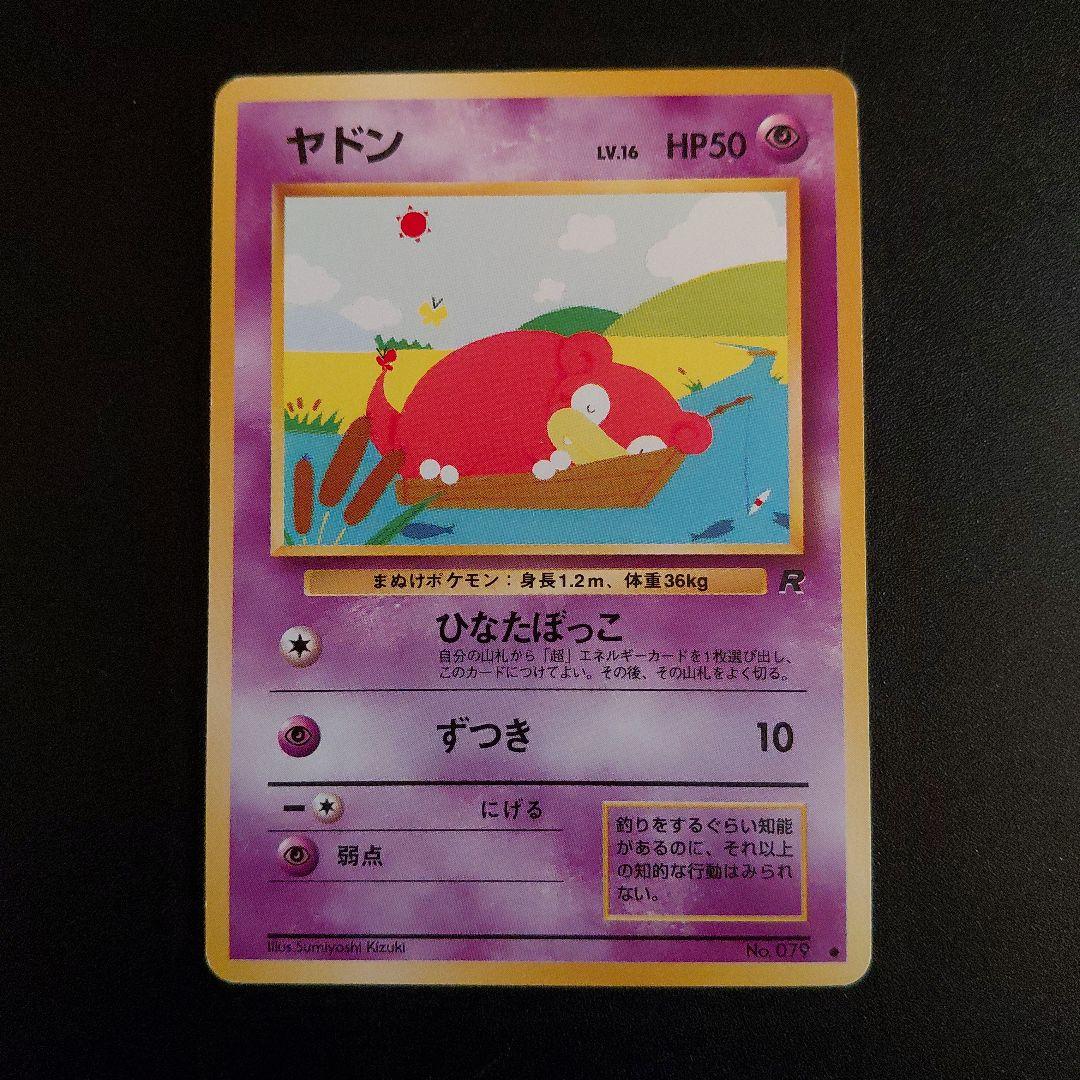 ヤドン LV.16 HP50
まぬけポケモン：身長1.2m、体重36kg R
ひなたぼっこ
自分の山札から「超」エネルギーカードを1枚選び出し、
このカードにつけてよい。その後、その山札をよく切る。
ずつき 10
ー にげる
弱点
釣りをするぐらい知能
があるのに、それ以上
の知的な行動はみられ
ない。
Illus. Sumiyoshi Kizuki No. 079 ●